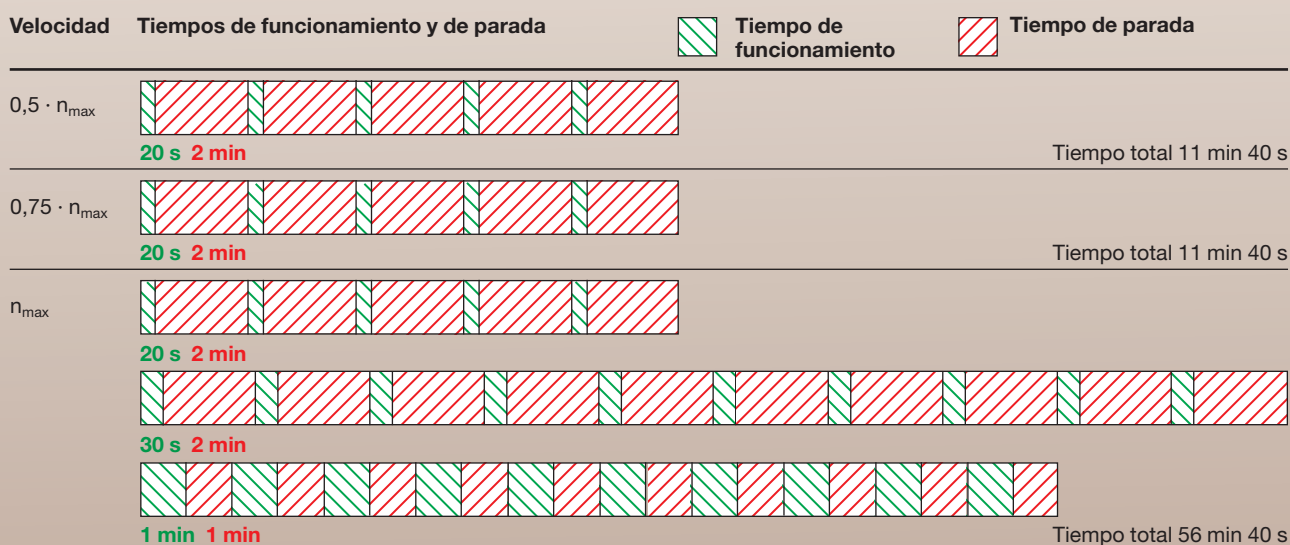 Velocidad Tiempos de funcionamiento y de parada Tiempo de funcionamiento Tiempo de parada
0,5 · nmax
20 s 2 min Tiempo total 11 min 40 s
0,75 · nmax
20 s 2 min Tiempo total 11 min 40 s
nmax
20 s 2 min
30 s 2 min
1 min 1 min Tiempo total 56 min 40 s